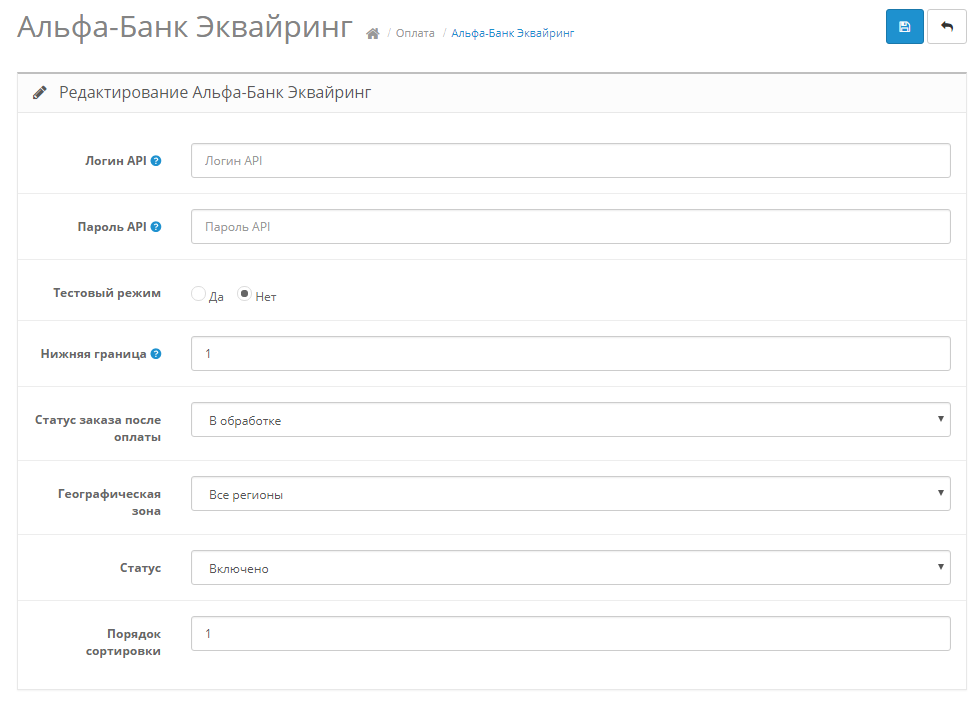 Альфа-Банк Эквайринг / Оплата / Альфа-Банк Эквайринг
Редактирование Альфа-Банк Эквайринг
Логин API ? Логин API
Пароль API ? Пароль API
Тестовый режим Да Нет
Нижняя граница ? 1
Статус заказа после
оплаты
В обработке
Географическая
зона
Все регионы
Статус Включено
Порядок
сортировки
1